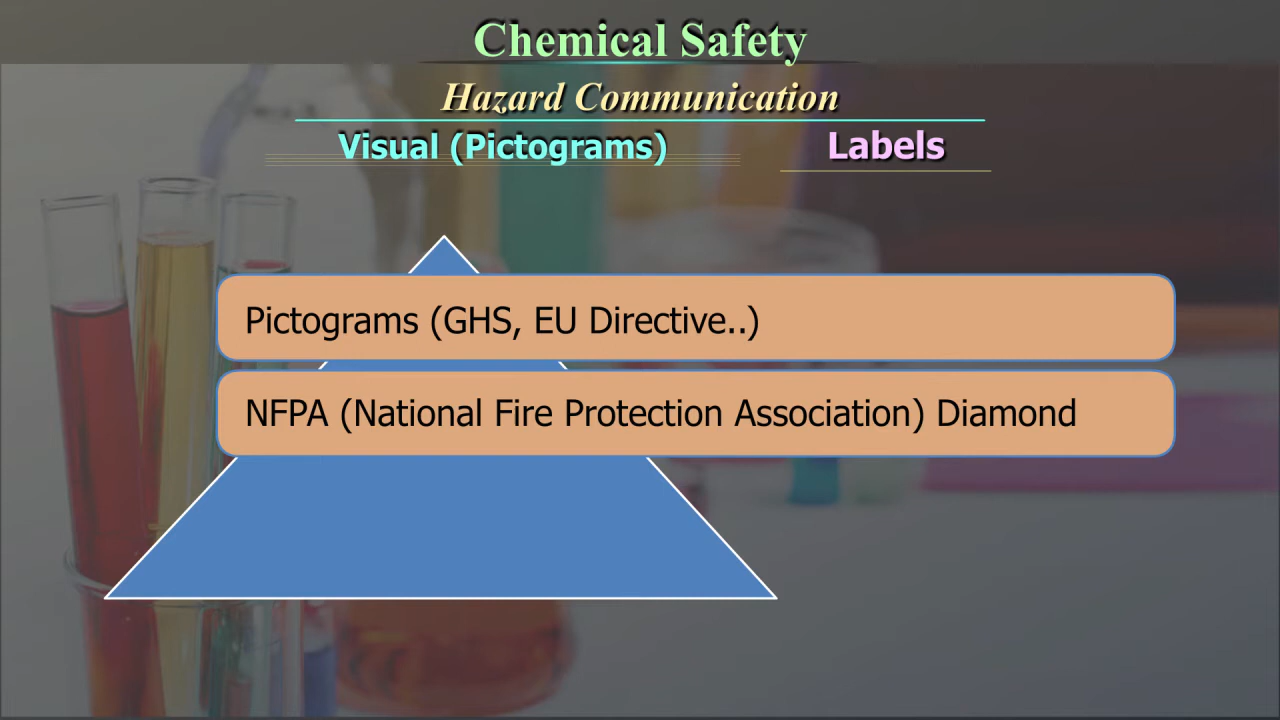 Chemical Safety
Hazard Communication
Visual (Pictograms) Labels
Pictograms (GHS, EU Directive..)
NFPA (National Fire Protection Association) Diamond